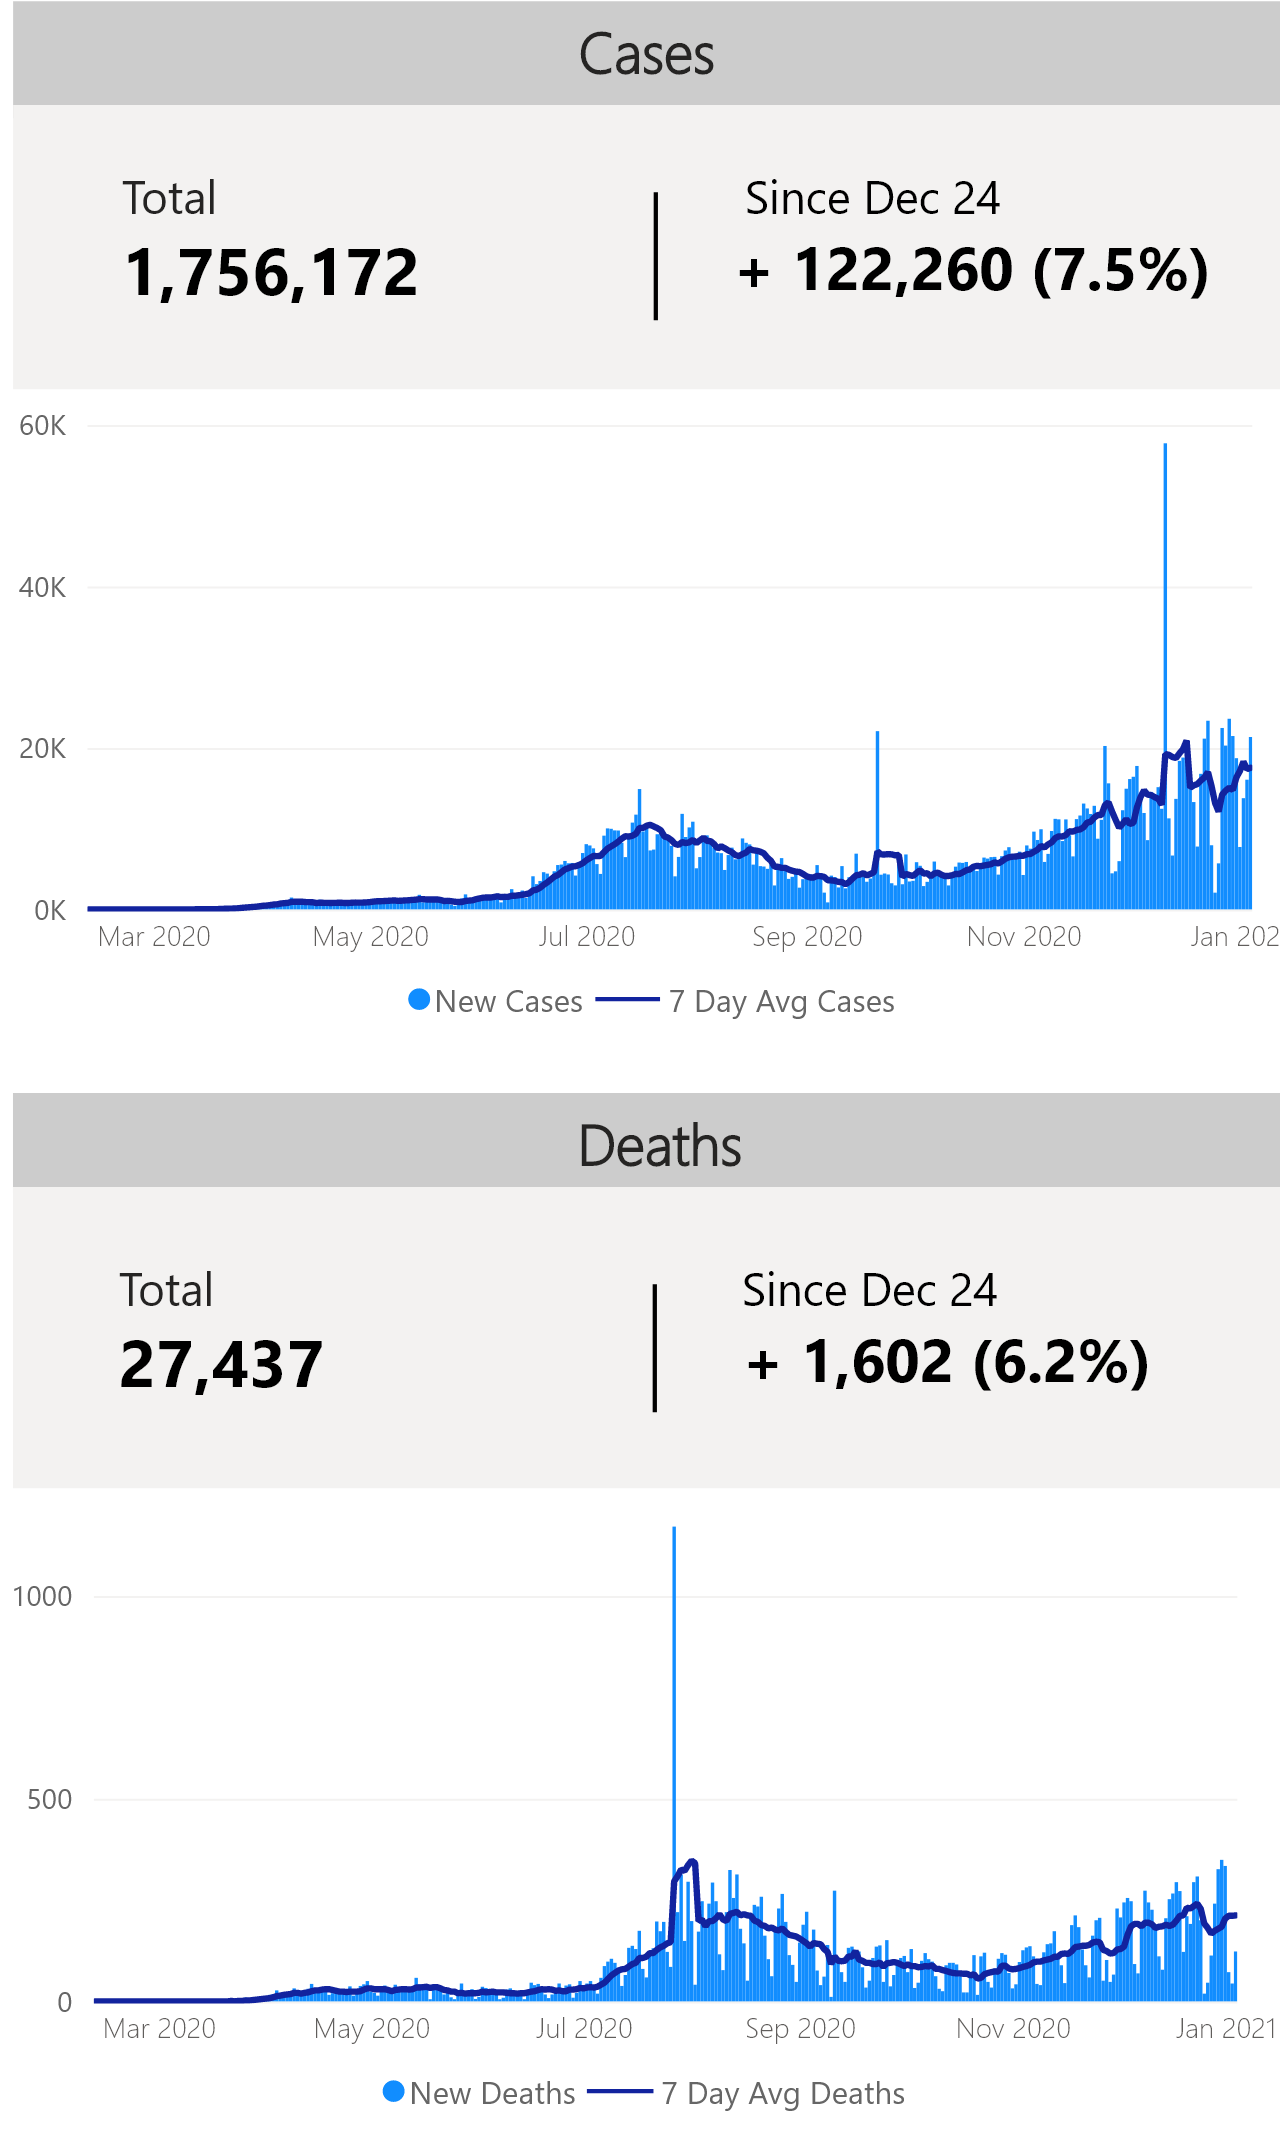 Cases
Total
1,756,172
Since Dec 24
+ 122,260 (7.5%)
60K
40K
20K
0K
Mar 2020 May 2020 Jul 2020 Sep 2020 Nov 2020 Jan 202
New Cases 7 Day Avg Cases
Deaths
Total
27,437
Since Dec 24
+ 1,602 (6.2%)
1000
500
0
Mar 2020 May 2020 Jul 2020 Sep 2020 Nov 2020 Jan 2021
New Deaths 7 Day Avg Deaths